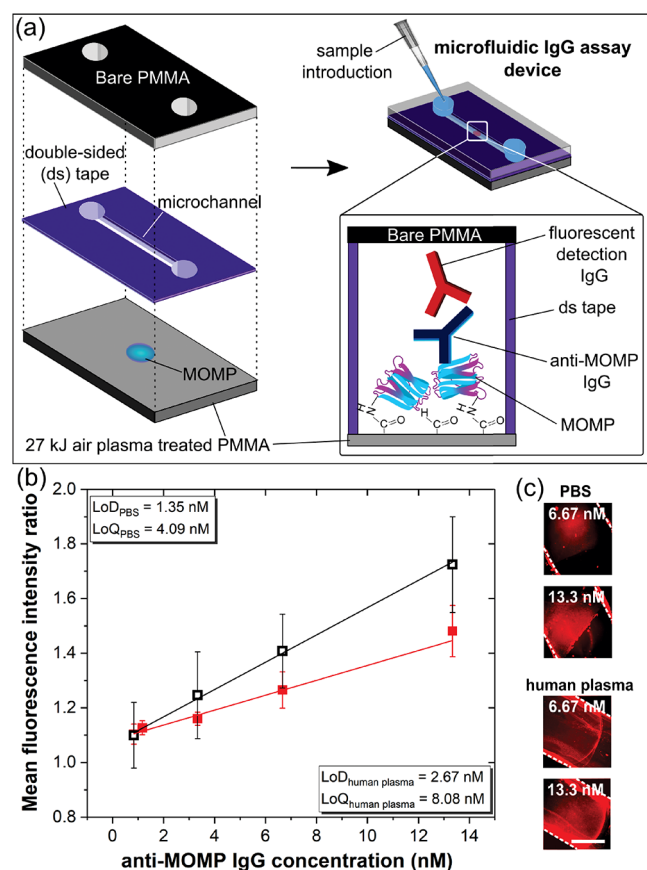 (a)
Bare PMMA
double-sided
(ds) tape
microchannel
MOMP
27 kJ air plasma treated PMMA
sample
introduction
microfluidic IgG assay
device
Bare PMMA
fluorescent
detection
IgG
ds tape
anti-MOMP
IgG
MOMP
H
N
C
O
H
C
O
H
N
C
O
(b)
LoD_PBS = 1.35 nM
LoQ_PBS = 4.09 nM
LoD_human plasma = 2.67 nM
LoQ_human plasma = 8.08 nM
Mean fluorescence intensity ratio
2.0
1.8
1.6
1.4
1.2
1.0
0.8
0 2 4 6 8 10 12 14
anti-MOMP IgG concentration (nM)
(c)
PBS
6.67 nM
13.3 nM
human plasma
6.67 nM
13.3 nM